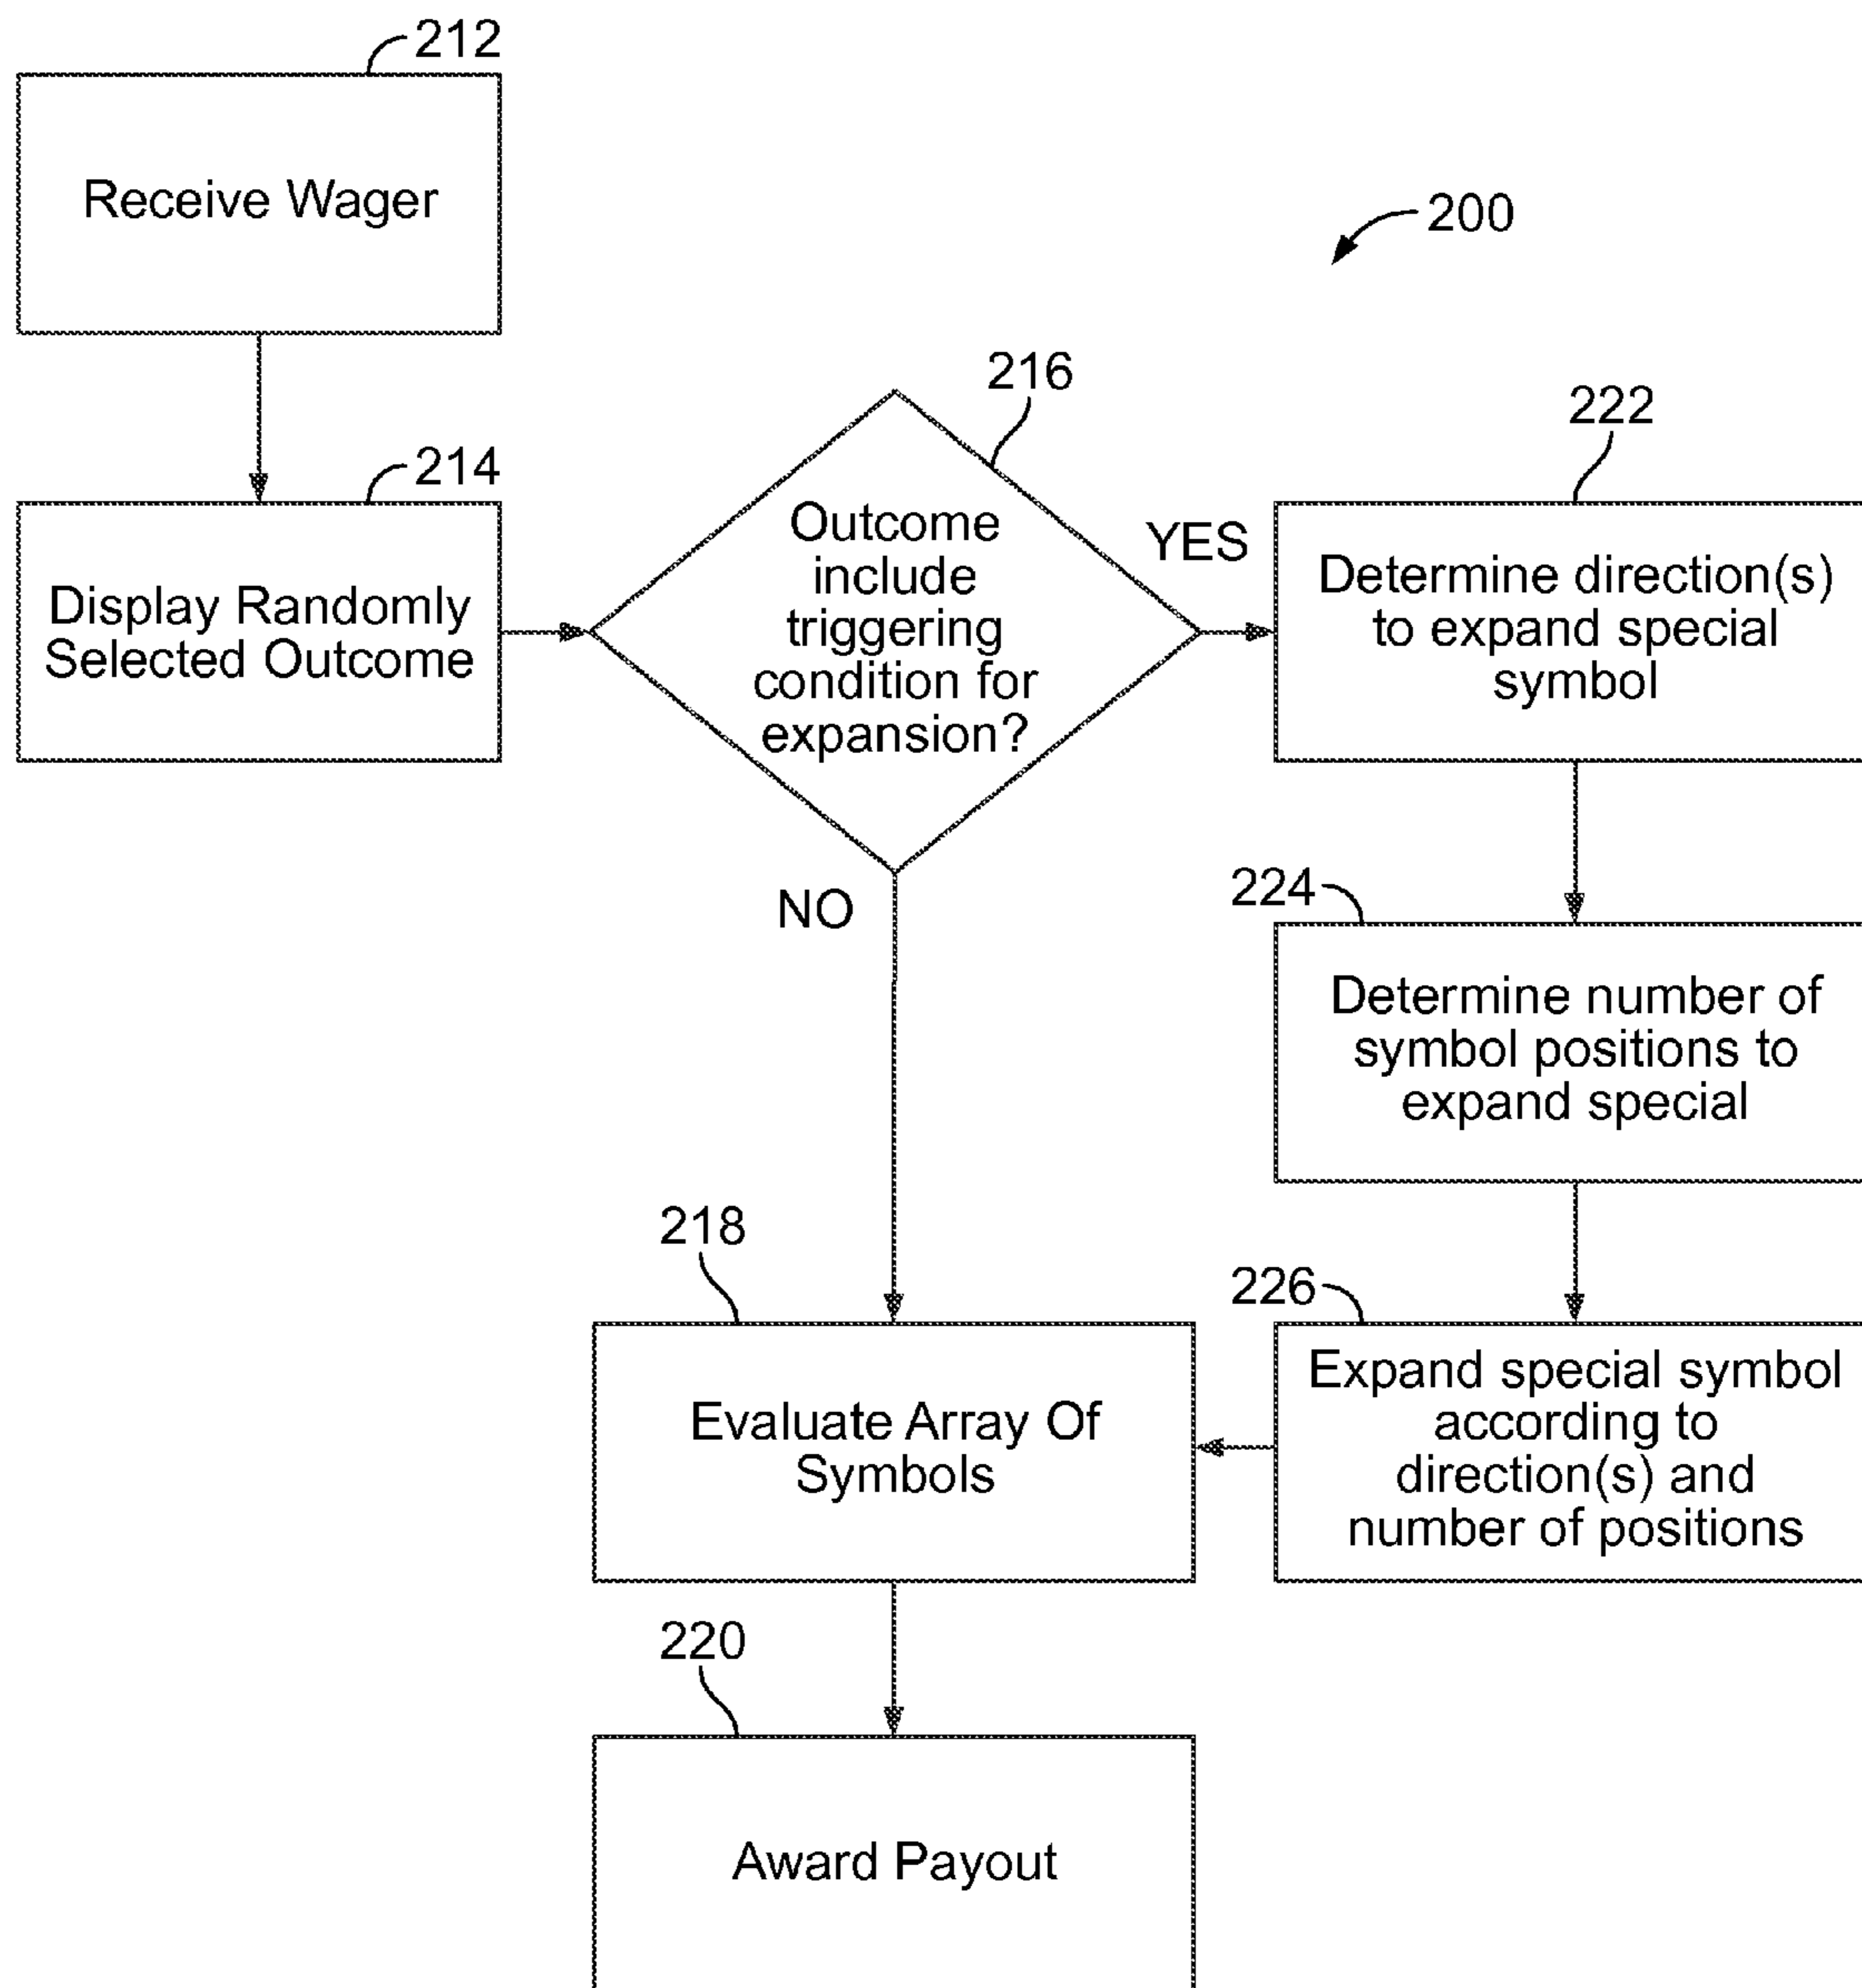 212
Receive Wager
200
214
Display Randomly
Selected Outcome
216
Outcome
include
triggering
condition for
expansion?
YES
NO
222
Determine direction(s)
to expand special
symbol
224
Determine number of
symbol positions to
expand special
226
Expand special symbol
according to
direction(s) and
number of positions
218
Evaluate Array Of
Symbols
220
Award Payout